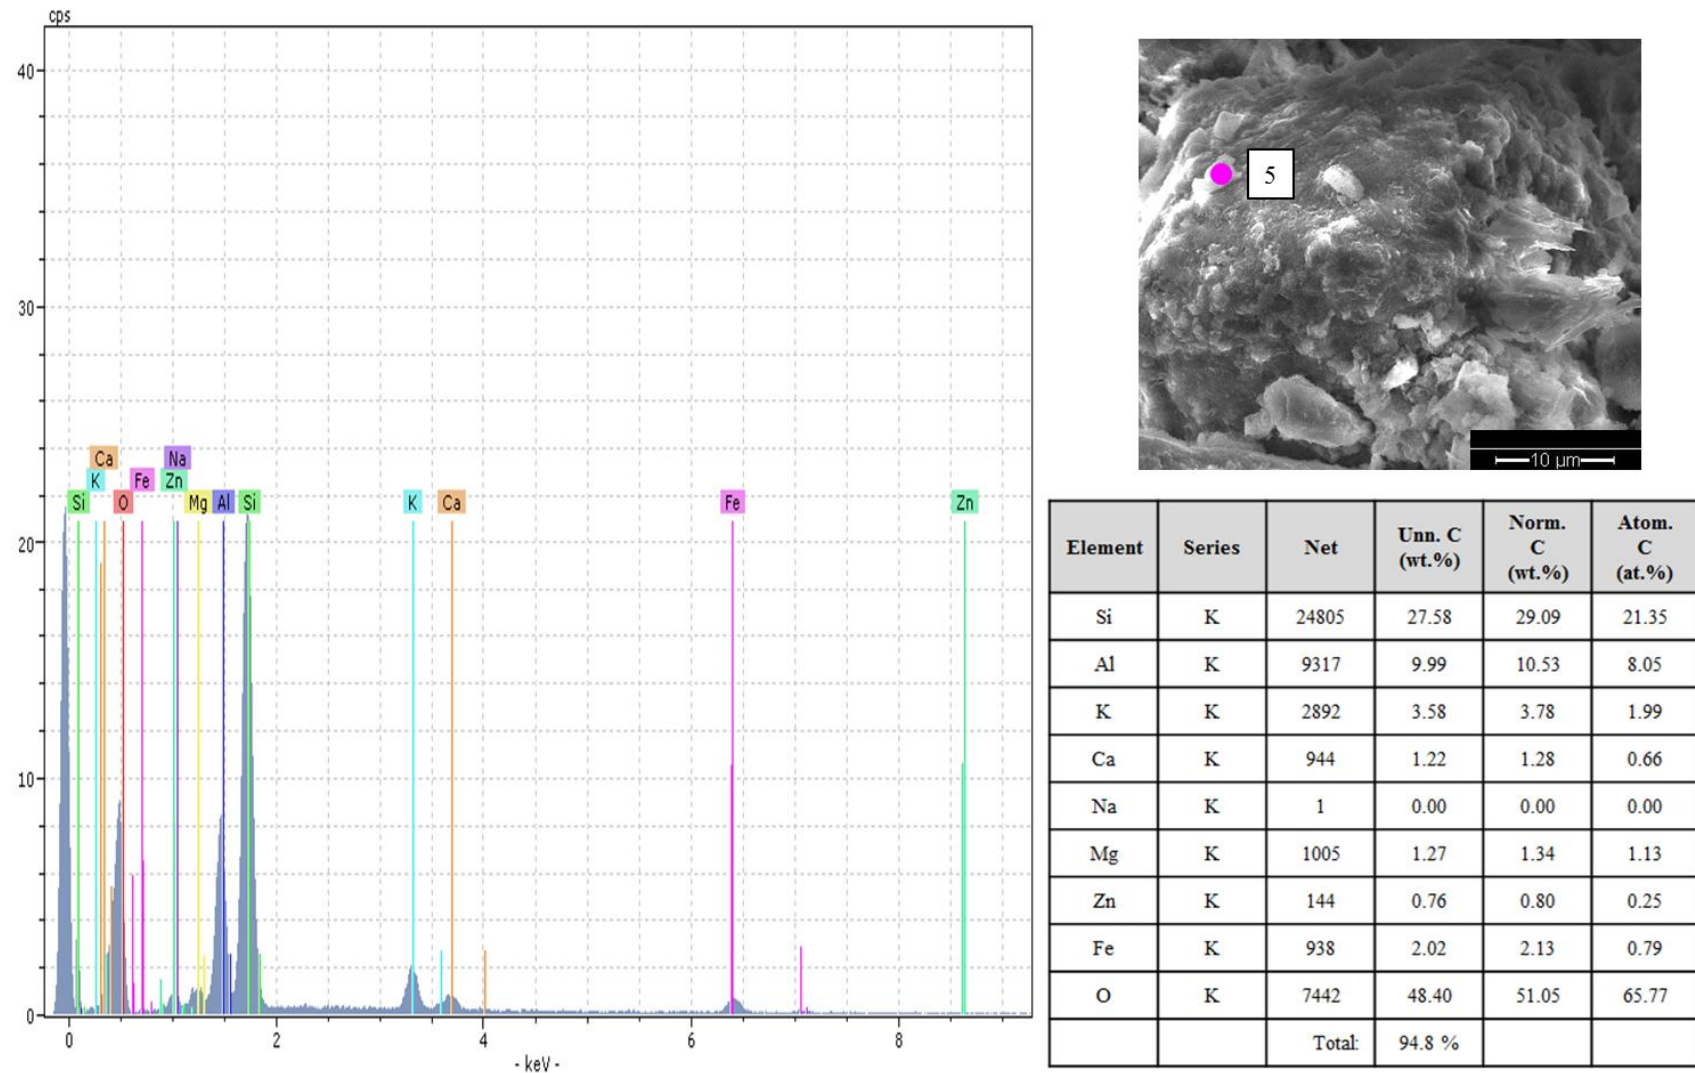 cps
40
30
20
10
0
Ca Na
K Fe Zn
Si O Mg Al Si K Ca Fe Zn
0 2 4 6 8
- keV -
5
10 µm
Element Series Net Unn. C (wt.%) Norm. C (wt.%) Atom. C (at.%)
Si K 24805 27.58 29.09 21.35
Al K 9317 9.99 10.53 8.05
K K 2892 3.58 3.78 1.99
Ca K 944 1.22 1.28 0.66
Na K 1 0.00 0.00 0.00
Mg K 1005 1.27 1.34 1.13
Zn K 144 0.76 0.80 0.25
Fe K 938 2.02 2.13 0.79
O K 7442 48.40 51.05 65.77
Total: 94.8 %